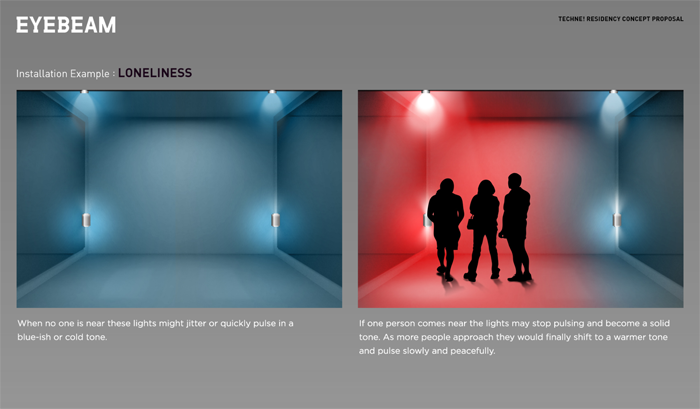 EYEBEAM
TECHNE! RESIDENCY CONCEPT PROPOSAL
Installation Example : LONELINESS
When no one is near these lights might jitter or quickly pulse in a
blue-ish or cold tone.
If one person comes near the lights may stop pulsing and become a solid
tone. As more people approach they would finally shift to a warmer tone
and pulse slowly and peacefully.